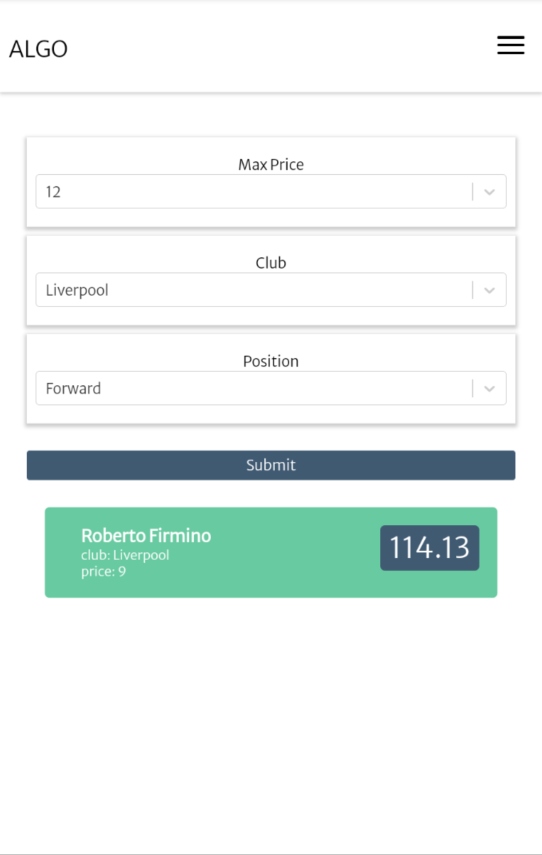 ALGO
Max Price
12
Club
Liverpool
Position
Forward
Submit
Roberto Firmino
club: Liverpool
price: 9
114.13